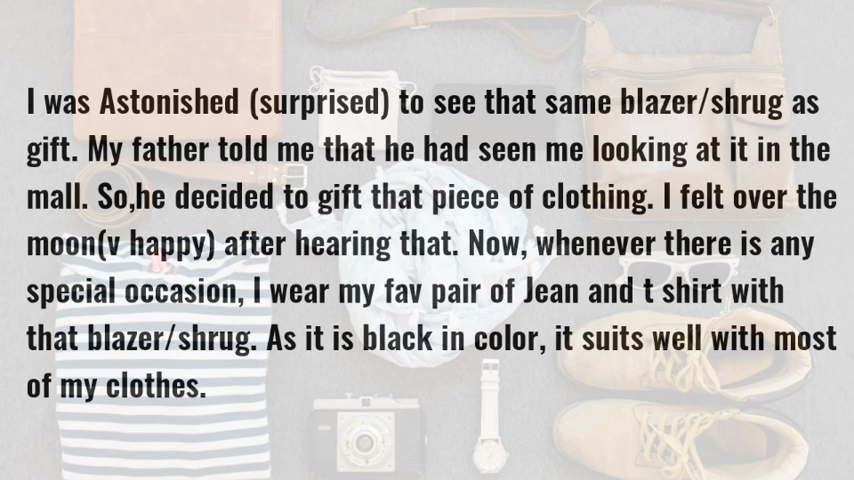 I was Astonished (surprised) to see that same blazer/shrug as
gift. My father told me that he had seen me looking at it in the
mall. So,he decided to gift that piece of clothing. I felt over the
moon(v happy) after hearing that. Now, whenever there is any
special occasion, I wear my fav pair of Jean and t shirt with
that blazer/shrug. As it is black in color, it suits well with most
of my clothes.